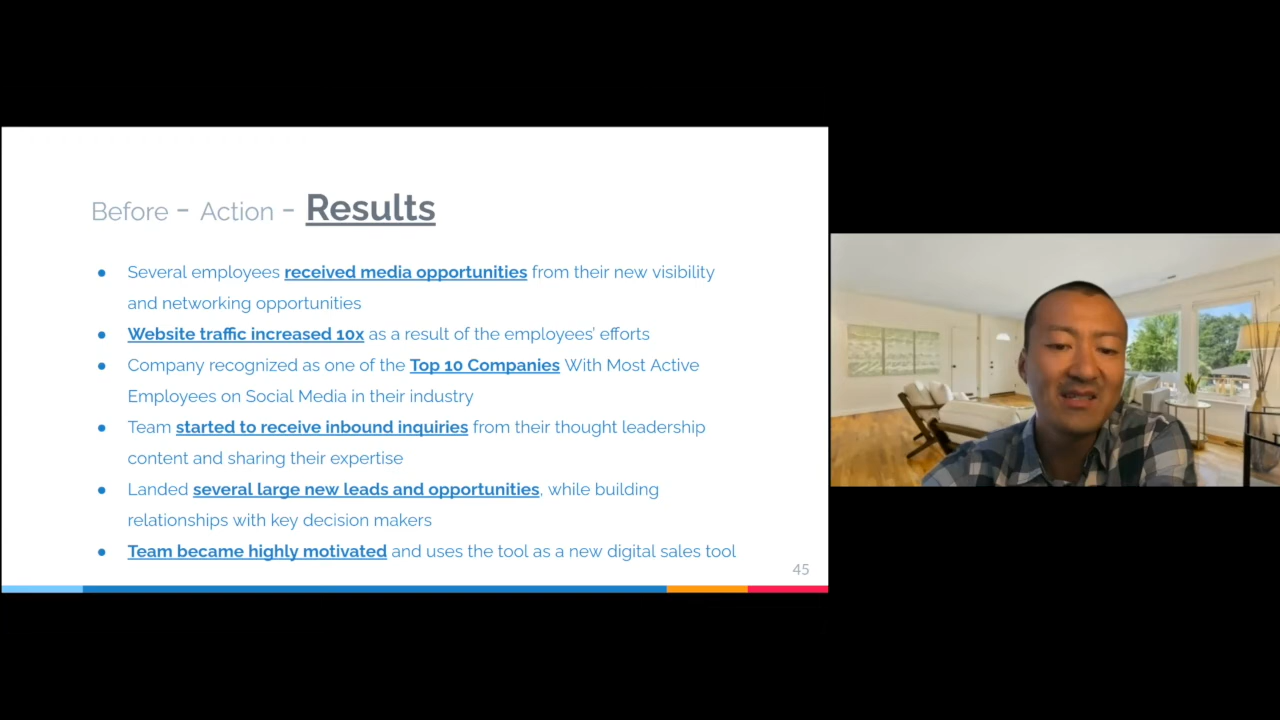 Before - Action - Results
● Several employees received media opportunities from their new visibility
and networking opportunities
● Website traffic increased 10x as a result of the employees’ efforts
● Company recognized as one of the Top 10 Companies With Most Active
Employees on Social Media in their industry
● Team started to receive inbound inquiries from their thought leadership
content and sharing their expertise
● Landed several large new leads and opportunities, while building
relationships with key decision makers
● Team became highly motivated and uses the tool as a new digital sales tool
45